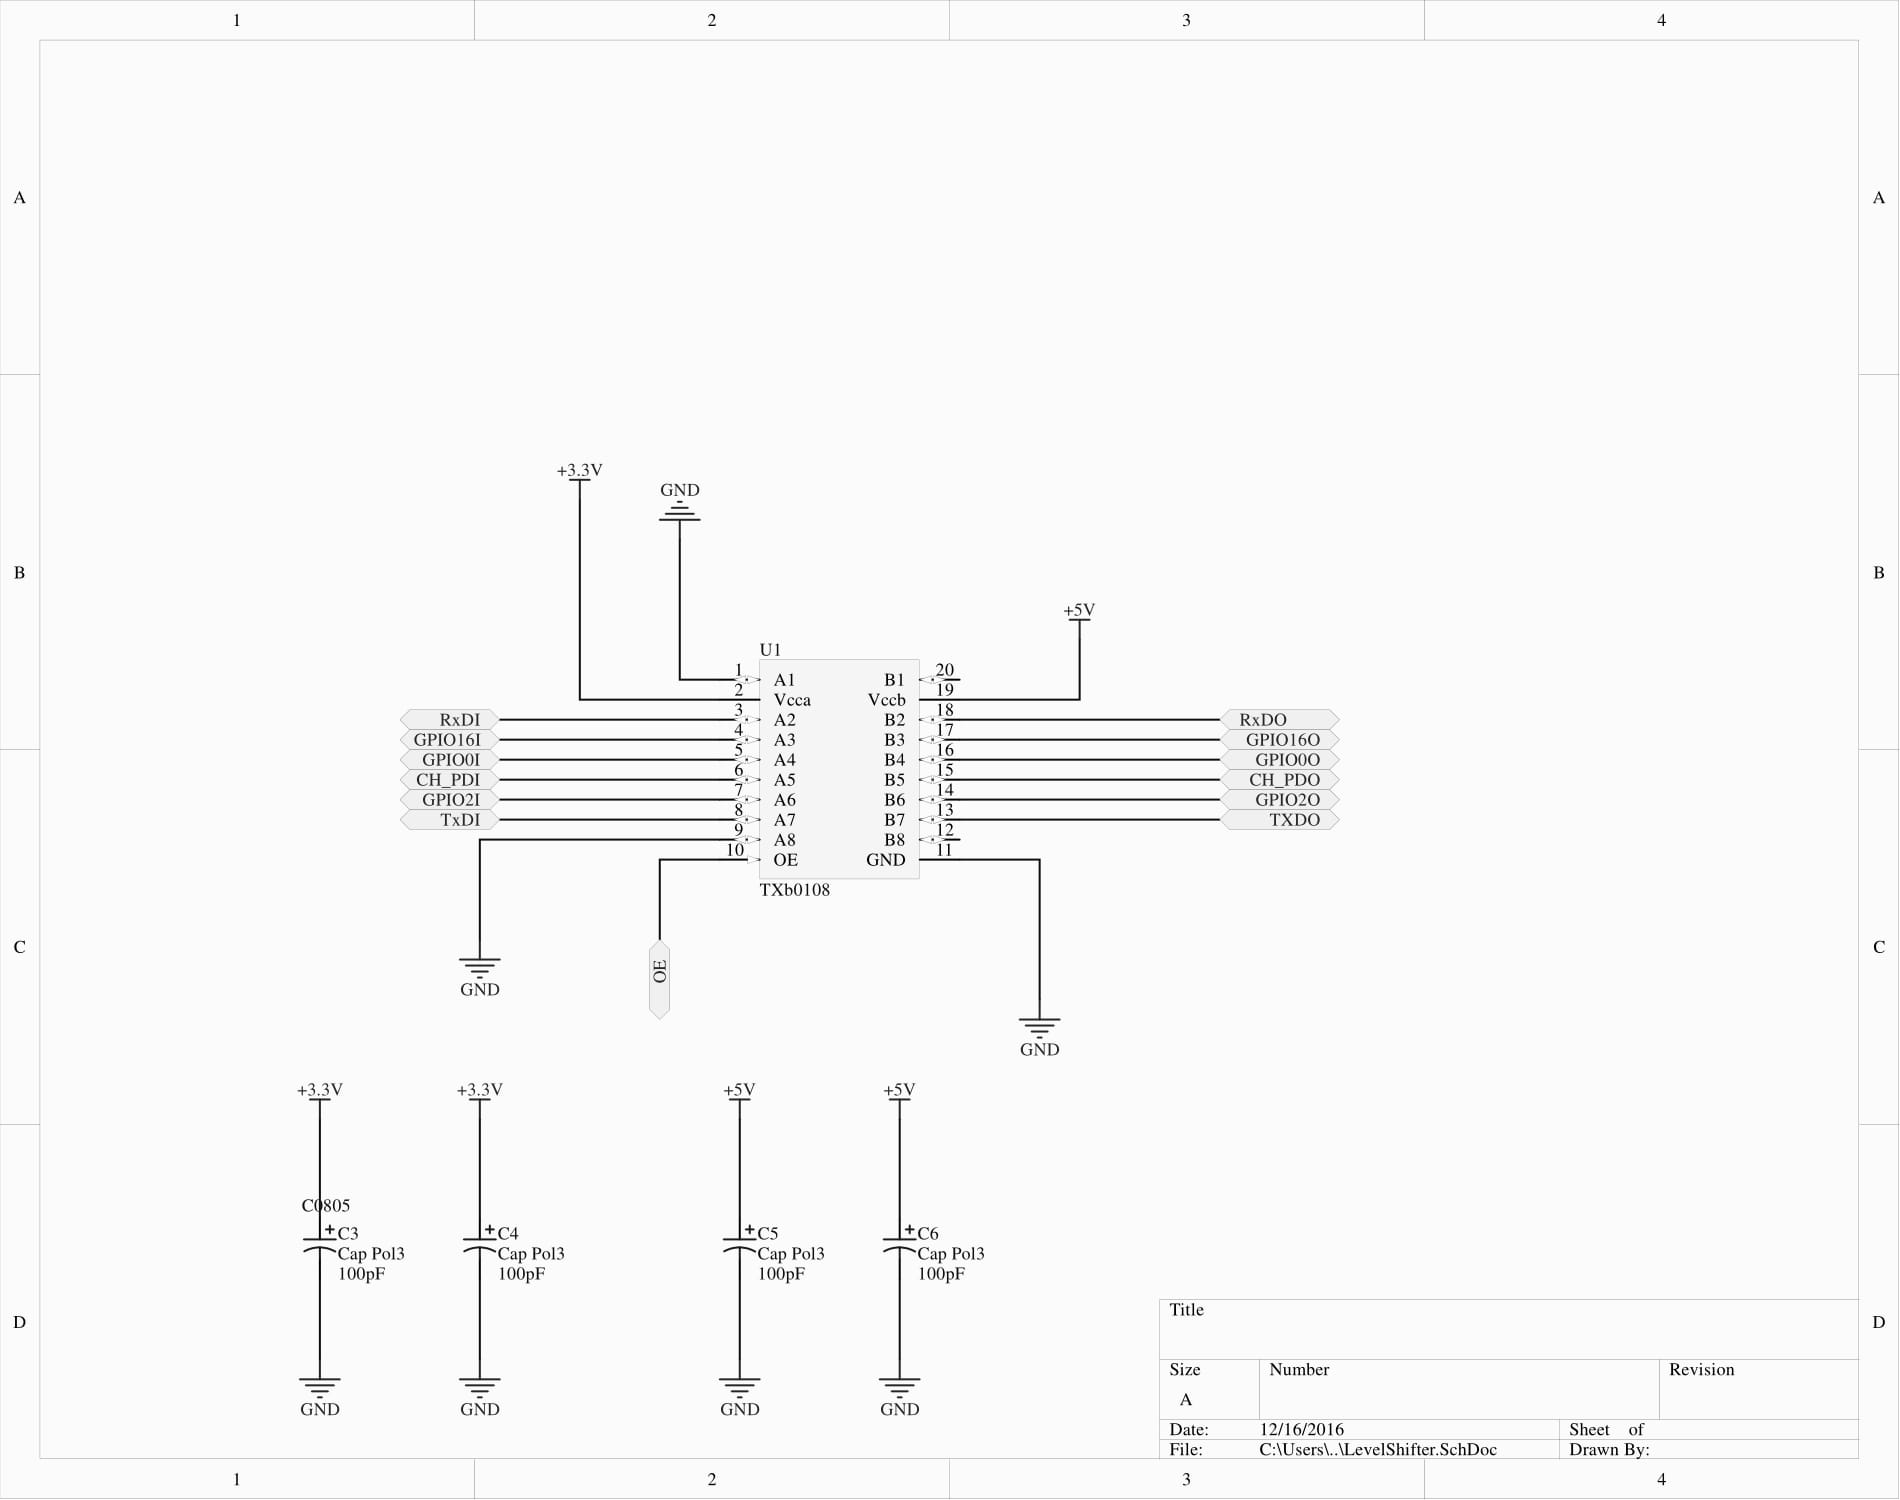 1 2 3 4
A A
+3.3V
GND
B B
+5V
U1
1 A1 B1 20
2 Vcca Vccb 19
RxDI 3 A2 B2 18 RxDO
GPIO16I 4 A3 B3 17 GPIO16O
GPIO0I 5 A4 B4 16 GPIO0O
CH_PDI 6 A5 B5 15 CH_PDO
GPIO2I 7 A6 B6 14 GPIO2O
TxDI 8 A7 B7 13 TXDO
9 A8 B8 12
10 OE GND 11
TXb0108
C C
OE
GND
GND
+3.3V +3.3V +5V +5V
C0805
+ C3 + C4 + C5 + C6
Cap Pol3 Cap Pol3 Cap Pol3 Cap Pol3
100pF 100pF 100pF 100pF
D D
GND GND GND GND
Title
Size Number Revision
A
Date: 12/16/2016 Sheet of
File: C:\Users\..\LevelShifter.SchDoc Drawn By:
1 2 3 4